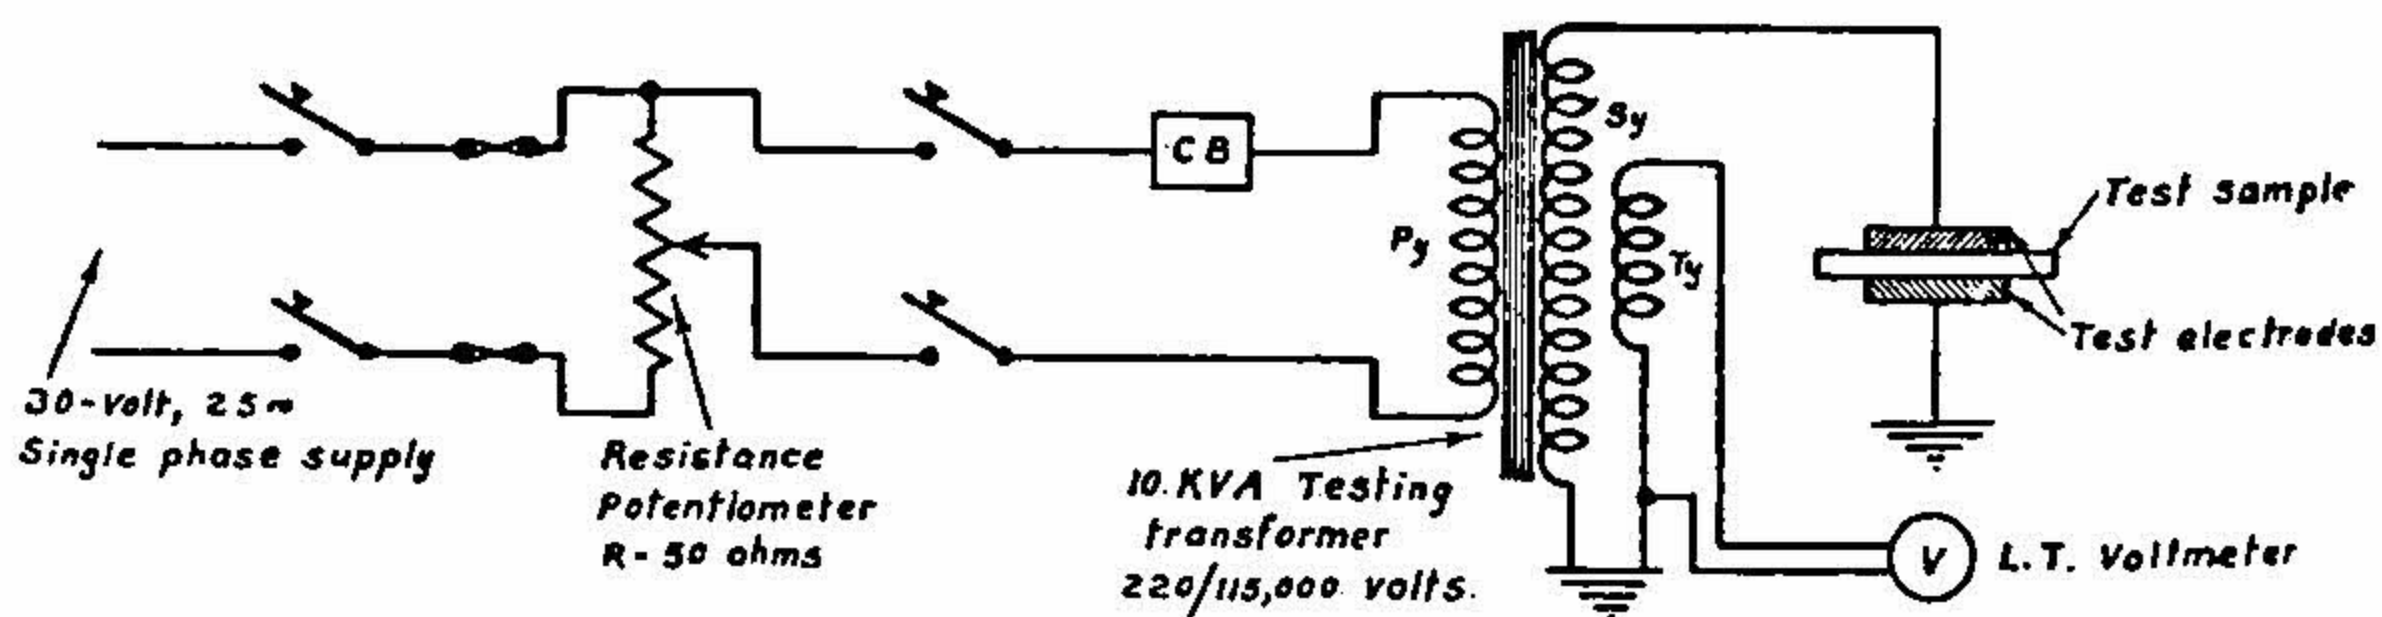 Sy
CB
Py
Ty
Test sample
Test electrodes
30-volt, 25~
Single phase supply
Resistance
Potentiometer
R-50 ohms
10.KVA Testing
transformer
220/115,000 volts.
V
L.T. Voltmeter